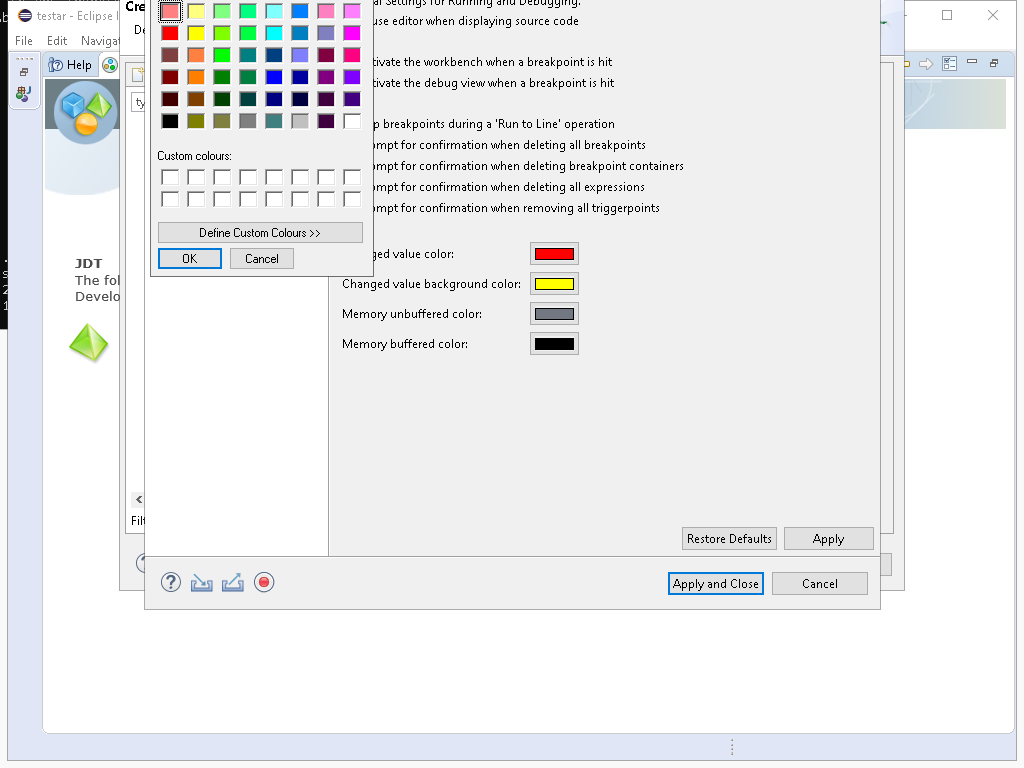 testar - Eclipse I
Cre
al Settings for Running and Debugging.
De
use editor when displaying source code
File Edit Navigat
Help
tivate the workbench when a breakpoint is hit
tivate the debug view when a breakpoint is hit
ty
p breakpoints during a 'Run to Line' operation
ompt for confirmation when deleting all breakpoints
Custom colours:
ompt for confirmation when deleting breakpoint containers
ompt for confirmation when deleting all expressions
ompt for confirmation when removing all triggerpoints
Define Custom Colours >>
OK Cancel
ged value color:
JDT
The fol
Develo
Changed value background color:
Memory unbuffered color:
Memory buffered color:
Filt
Restore Defaults Apply
Apply and Close Cancel